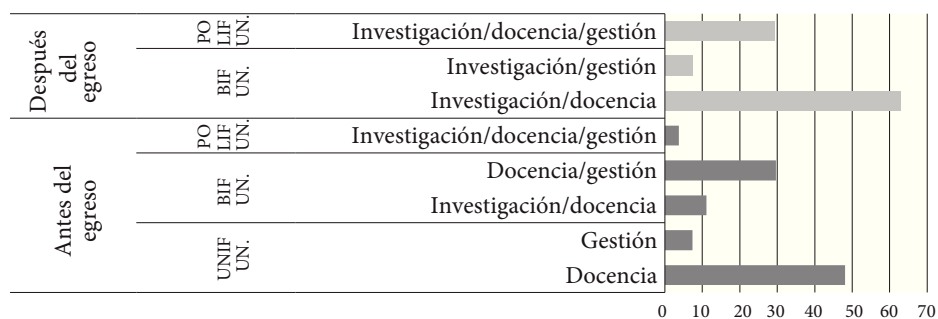 Después
del
egreso
PO
LIF
UN.
Investigación/docencia/gestión
BIF
UN.
Investigación/gestión
Investigación/docencia
Antes del
egreso
PO
LIF
UN.
Investigación/docencia/gestión
BIF
UN.
Docencia/gestión
Investigación/docencia
UNIF
UN.
Gestión
Docencia
0 10 20 30 40 50 60 70